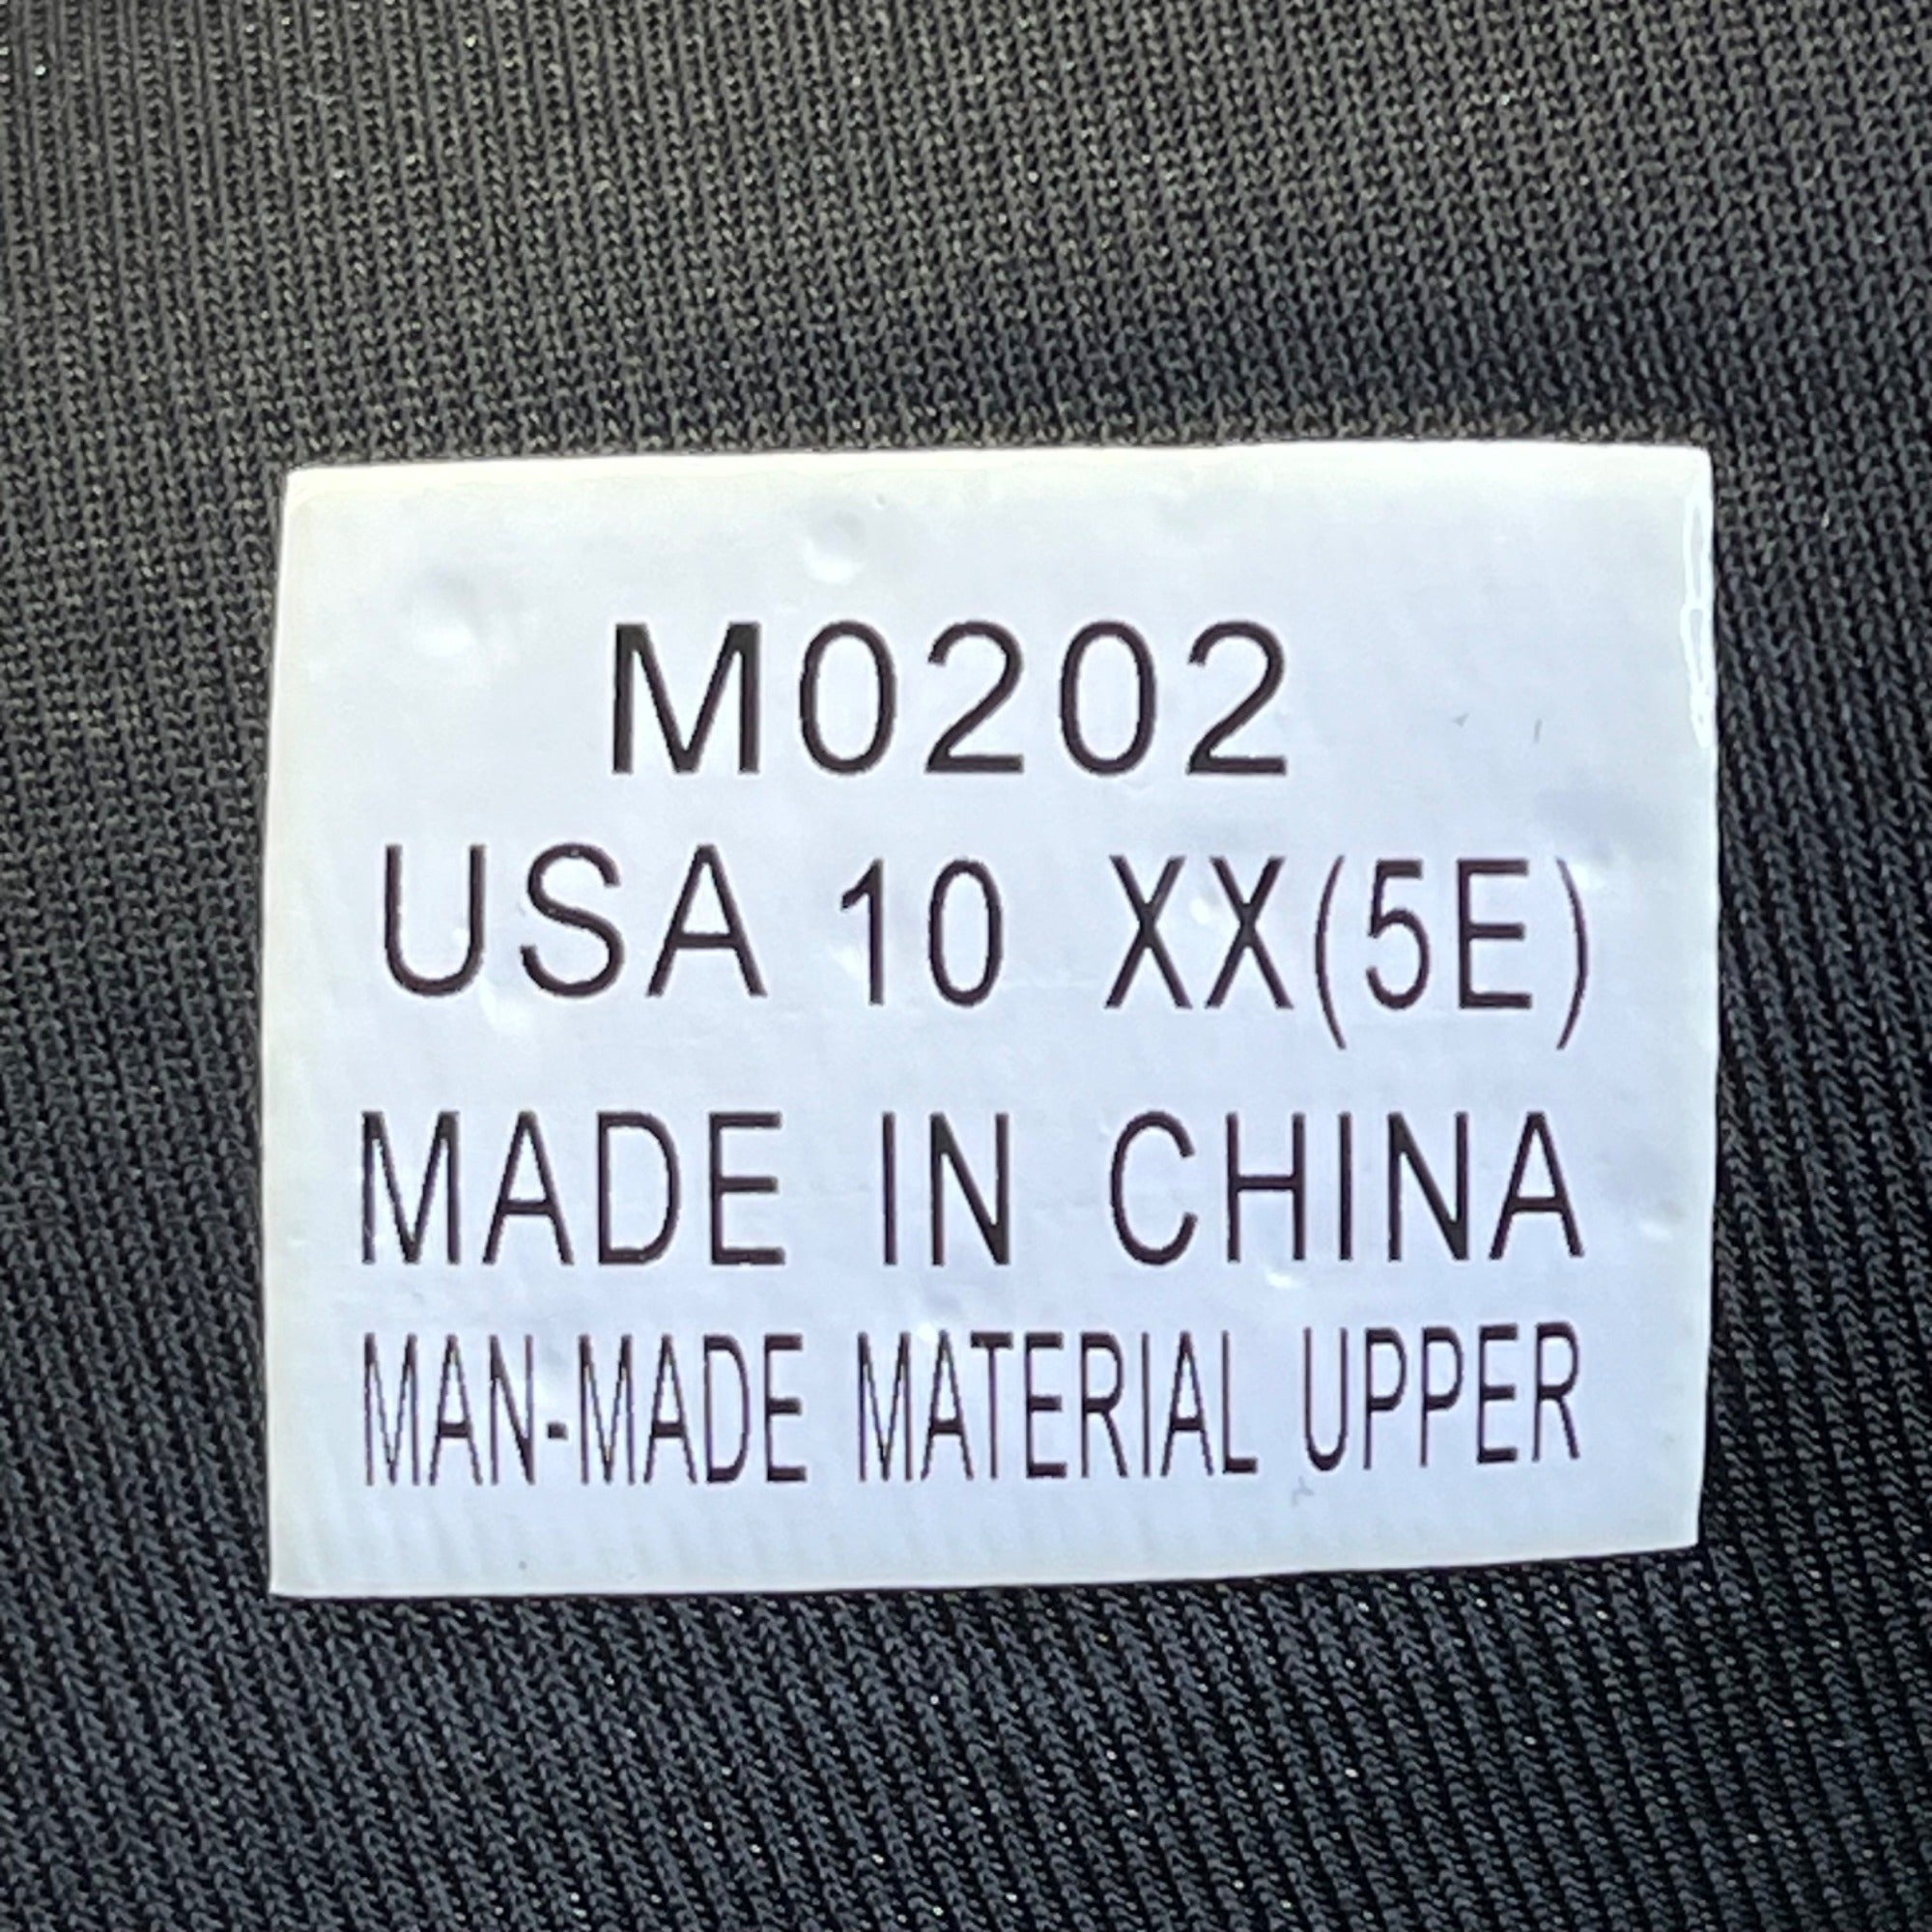 M0202
USA 10 XX(5E)
MADE IN CHINA
MAN-MADE MATERIAL UPPER